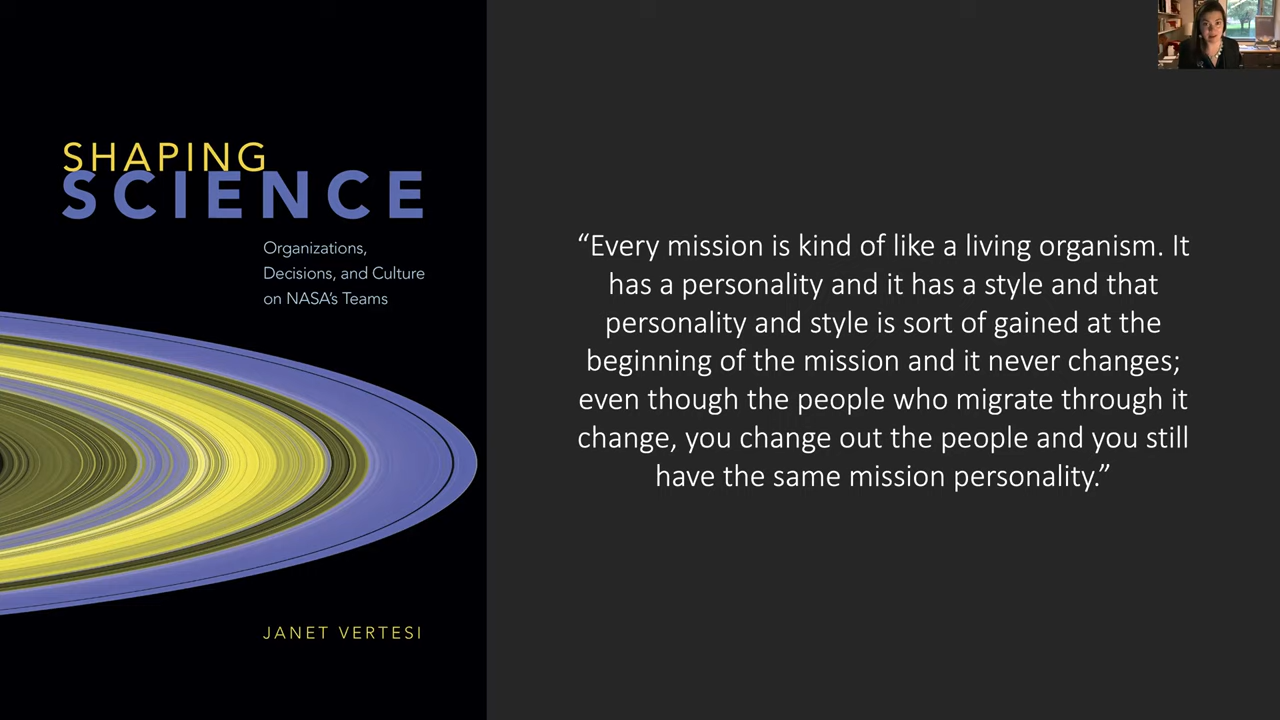 SHAPING
SCIENCE
Organizations,
Decisions, and Culture
on NASA's Teams
JANET VERTESI
“Every mission is kind of like a living organism. It
has a personality and it has a style and that
personality and style is sort of gained at the
beginning of the mission and it never changes;
even though the people who migrate through it
change, you change out the people and you still
have the same mission personality.”